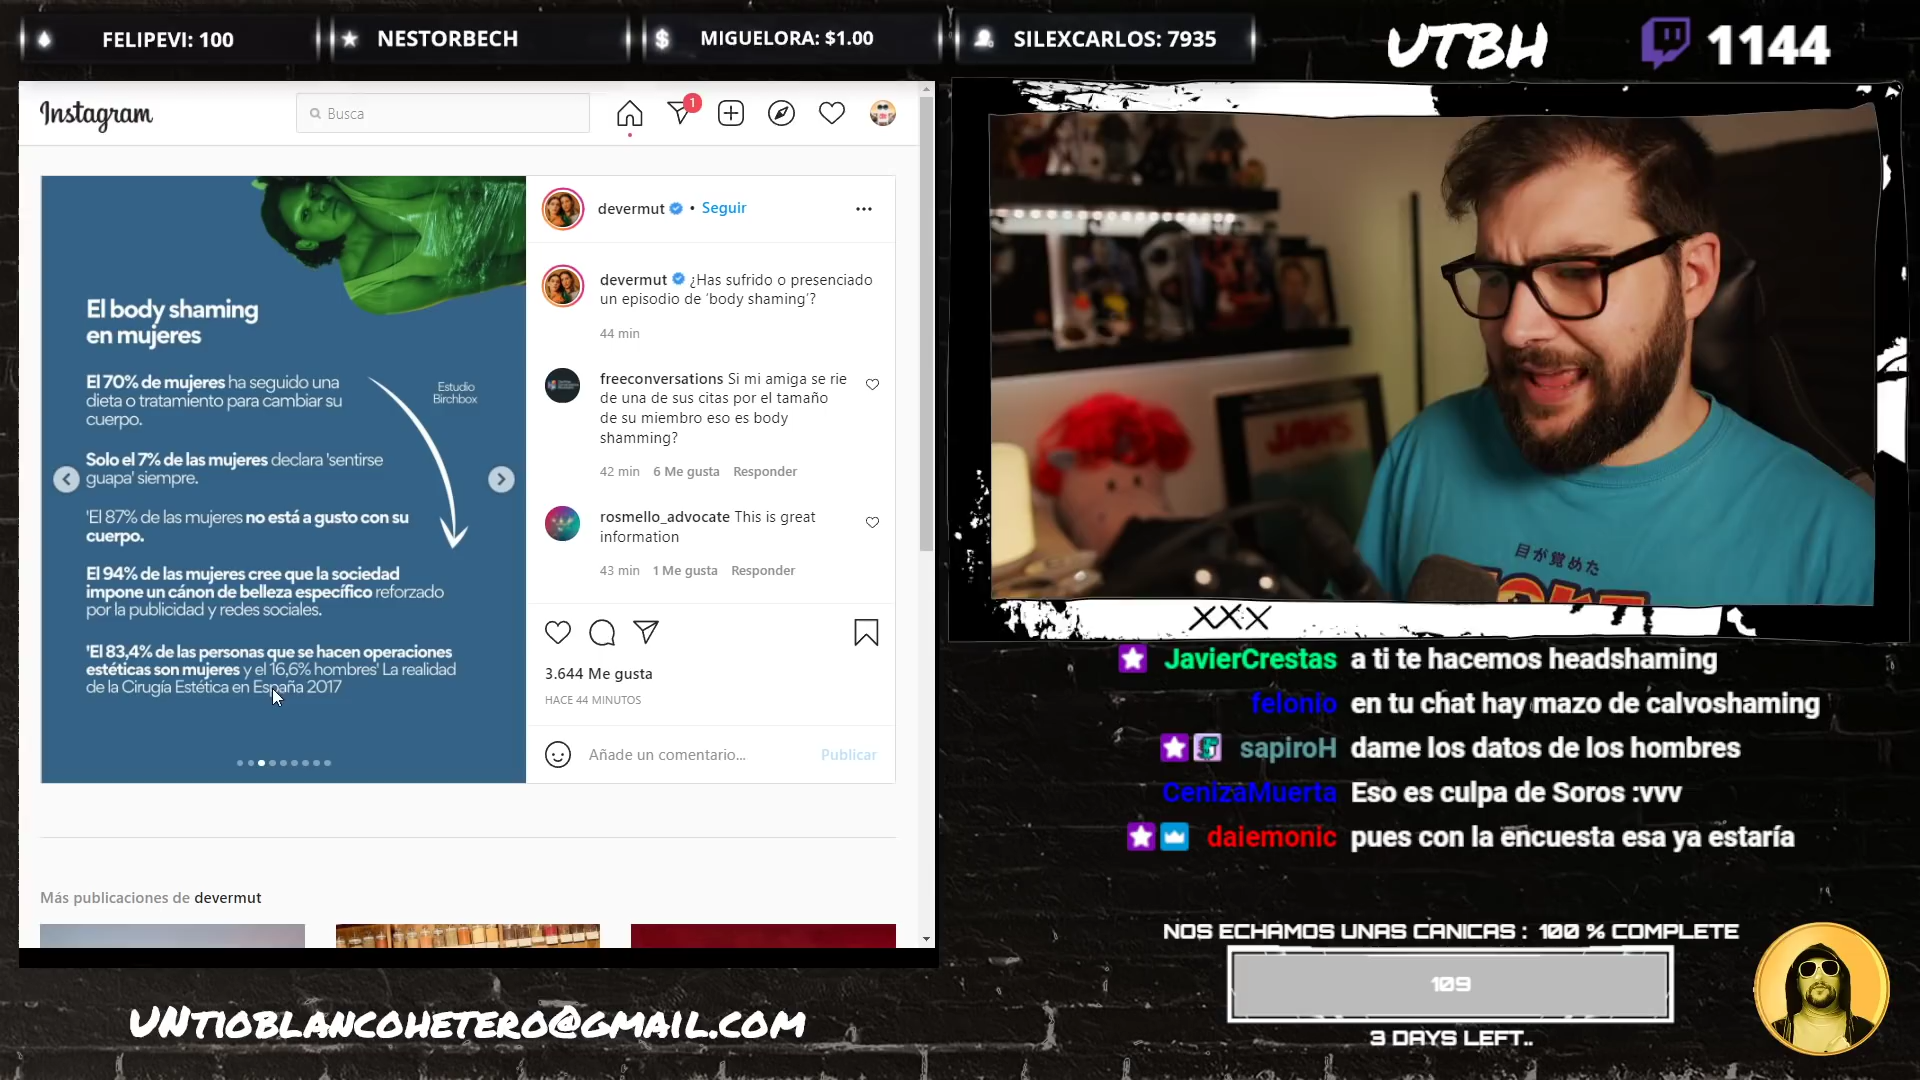 FELIPEVI: 100
NESTORBECH
MIGUELORA: $1.00
SILEXCARLOS: 7935
UTBH
1144
Instagram
Busca
1
El body shaming
en mujeres
El 70% de mujeres ha seguido una
dieta o tratamiento para cambiar su
cuerpo.
Estudio
Birchbox
Solo el 7% de las mujeres declara 'sentirse
guapa' siempre.
'El 87% de las mujeres no está a gusto con su
cuerpo.
El 94% de las mujeres cree que la sociedad
impone un cánon de belleza específico reforzado
por la publicidad y redes sociales.
'El 83,4% de las personas que se hacen operaciones
estéticas son mujeres y el 16,6% hombres' La realidad
de la Cirugía Estética en España 2017
devermut • Seguir
devermut ¿Has sufrido o presenciado
un episodio de ‘body shaming’?
44 min
freeconversations Si mi amiga se rie
de una de sus citas por el tamaño
de su miembro eso es body
shamming?
42 min 6 Me gusta Responder
rosmello_advocate This is great
information
43 min 1 Me gusta Responder
3.644 Me gusta
HACE 44 MINUTOS
Añade un comentario... Publicar
Más publicaciones de devermut
JAWS
目が覚めた
XXX
JavierCrestas a ti te hacemos headshaming
felonio en tu chat hay mazo de calvoshaming
sapiroH dame los datos de los hombres
CenizaMuerta Eso es culpa de Soros :vvv
daiemonic pues con la encuesta esa ya estaría
NOS ECHAMOS UNAS CANICAS : 100 % COMPLETE
109
3 DAYS LEFT..
UNTIOBLANCOHETERO@GMAIL.COM